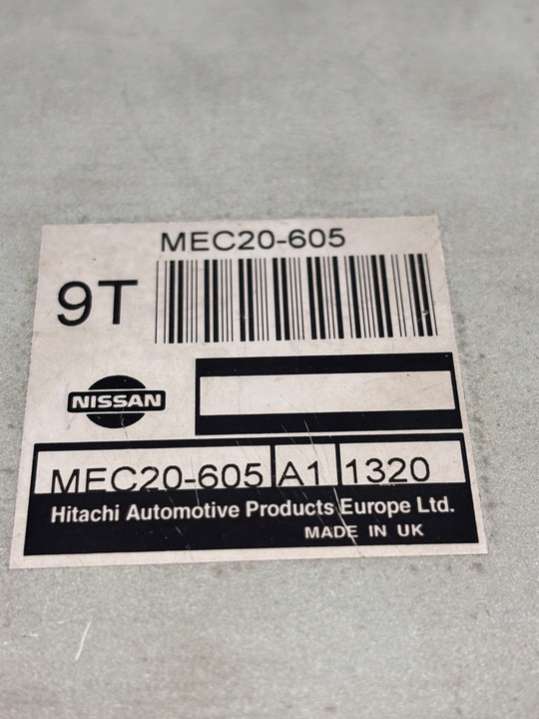 MEC20-605
9T
NISSAN
MEC20-605 A1 1320
Hitachi Automotive Products Europe Ltd.
MADE IN UK